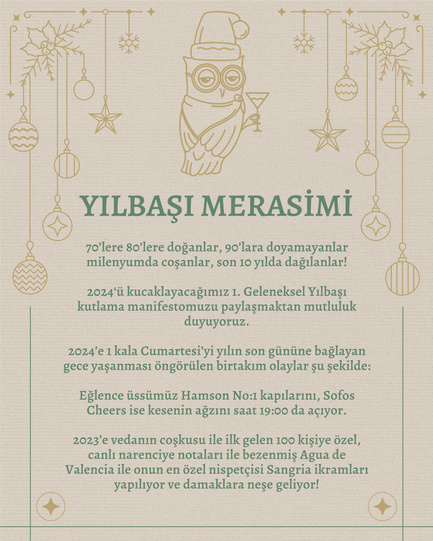 YILBAŞI MERASİMİ
70'lere 80'lere doğanlar, 90'lara doyamayanlar
milenyumda coşanlar, son 10 yılda dağılanlar!
2024'ü kucaklayacağımız 1. Geleneksel Yılbaşı
kutlama manifestomuzu paylaşmaktan mutluluk
duyuyoruz.
2024'e 1 kala Cumartesi'yi yılın son gününe bağlayan
gece yaşanması öngörülen birtakım olaylar şu şekilde:
Eğlence üssümüz Hamson No:1 kapılarını, Sofos
Cheers ise kesenin ağzını saat 19:00 da açıyor.
2023'e vedanın coşkusu ile ilk gelen 100 kişiye özel,
canlı narenciye notaları ile bezenmiş Agua de
Valencia ile onun en özel nispetçisi Sangria ikramları
yapılıyor ve damaklara neşe geliyor!